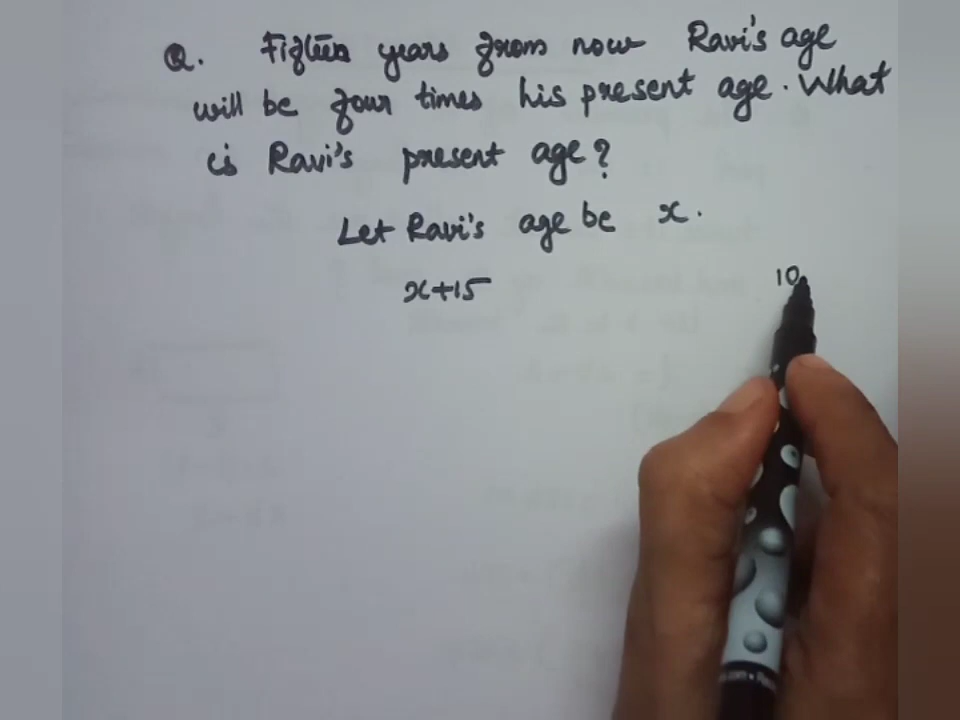 Q. Fifteen years from now Ravi's age
will be four times his present age. What
is Ravi's present age?
Let Ravi's age be x.
x+15 10